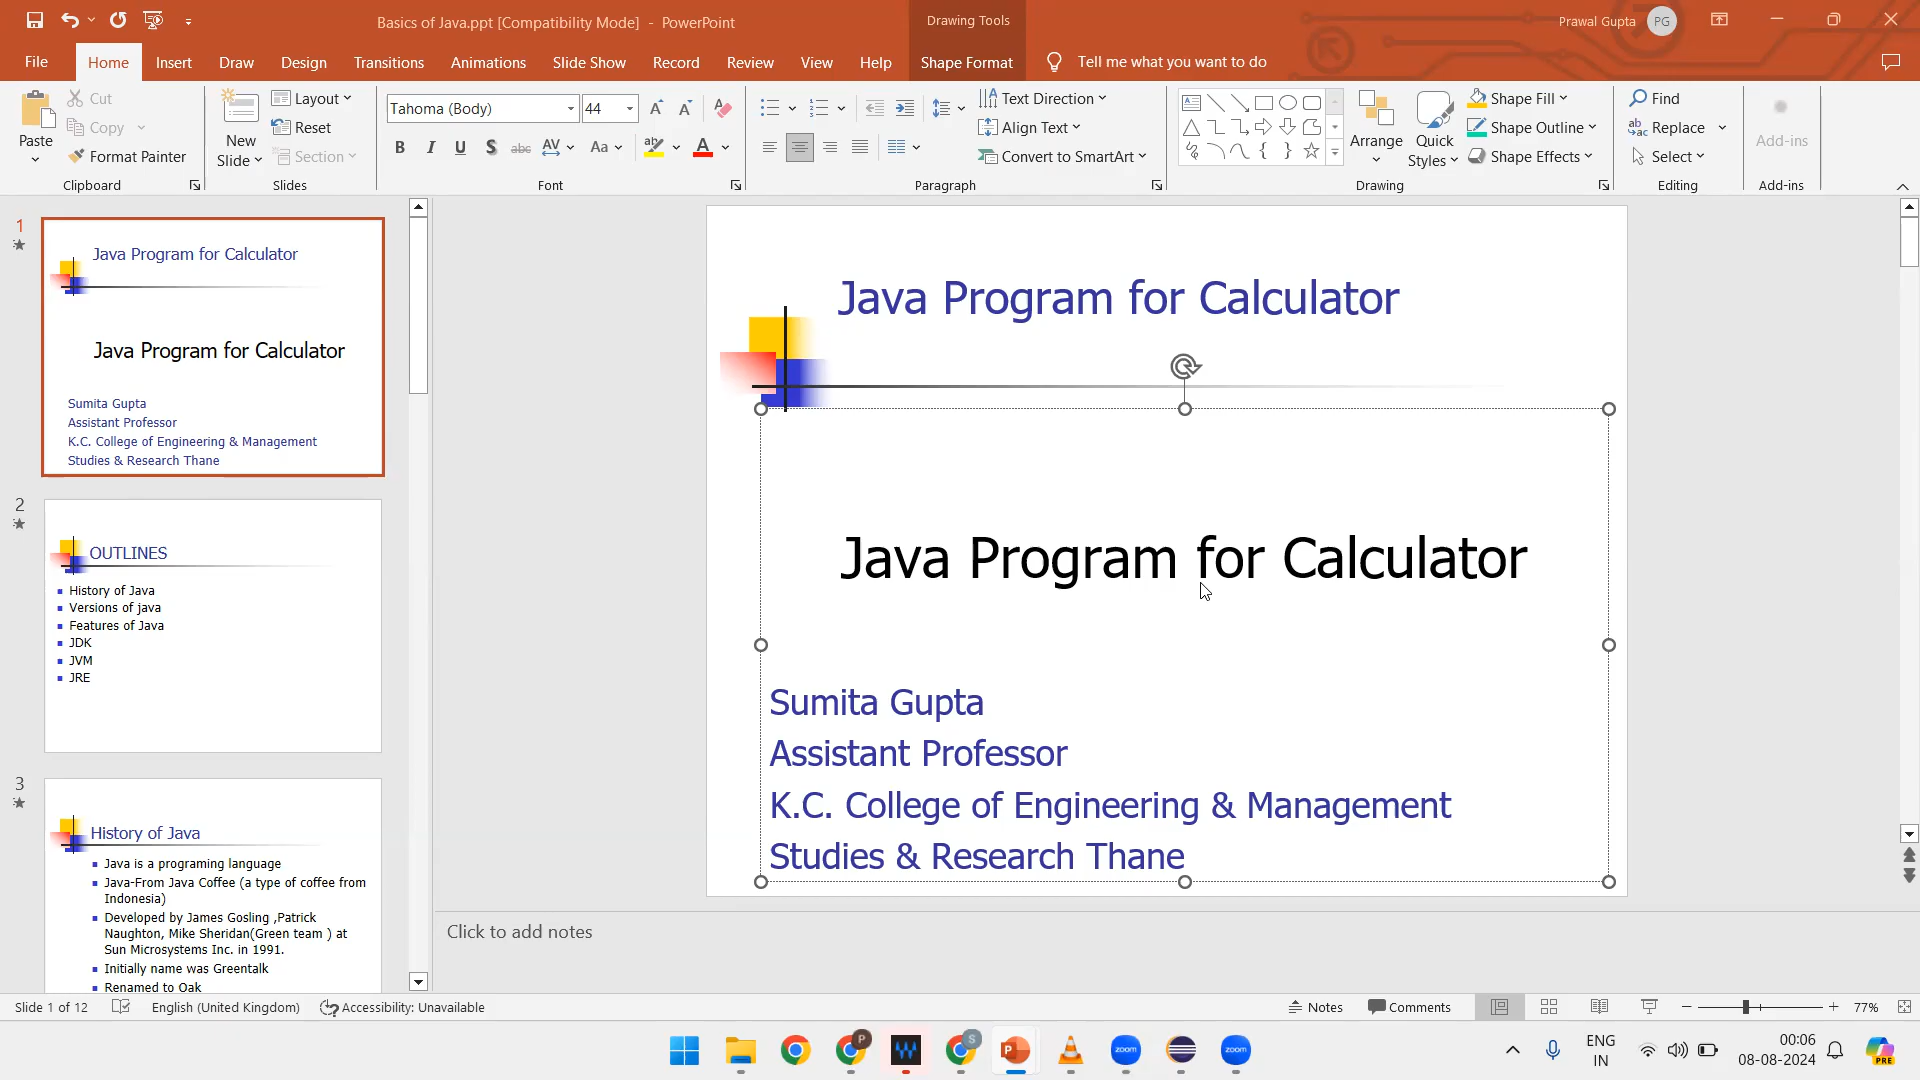 Basics of Java.ppt [Compatibility Mode] - PowerPoint
Drawing Tools
Prawal Gupta
PG
File
Home
Insert
Draw
Design
Transitions
Animations
Slide Show
Record
Review
View
Help
Shape Format
Tell me what you want to do
Paste
Cut
Copy
Format Painter
Clipboard
New
Slide
Layout
Reset
Section
Slides
Tahoma (Body)
44
B I U S abc AV Aa A
Font
Text Direction
Align Text
Convert to SmartArt
Paragraph
Arrange
Quick
Styles
Shape Fill
Shape Outline
Shape Effects
Drawing
Find
Replace
Select
Editing
Add-ins
Add-ins
1
Java Program for Calculator
Java Program for Calculator
Sumita Gupta
Assistant Professor
K.C. College of Engineering & Management
Studies & Research Thane
2
OUTLINES
History of Java
Versions of java
Features of Java
JDK
JVM
JRE
3
History of Java
Java is a programing language
Java-From Java Coffee (a type of coffee from
Indonesia)
Developed by James Gosling ,Patrick
Naughton, Mike Sheridan(Green team ) at
Sun Microsystems Inc. in 1991.
Initially name was Greentalk
Renamed to Oak
Java Program for Calculator
Java Program for Calculator
Sumita Gupta
Assistant Professor
K.C. College of Engineering & Management
Studies & Research Thane
Click to add notes
Slide 1 of 12
English (United Kingdom)
Accessibility: Unavailable
Notes
Comments
77%
zoom
zoom
ENG
IN
00:06
08-08-2024
PRE